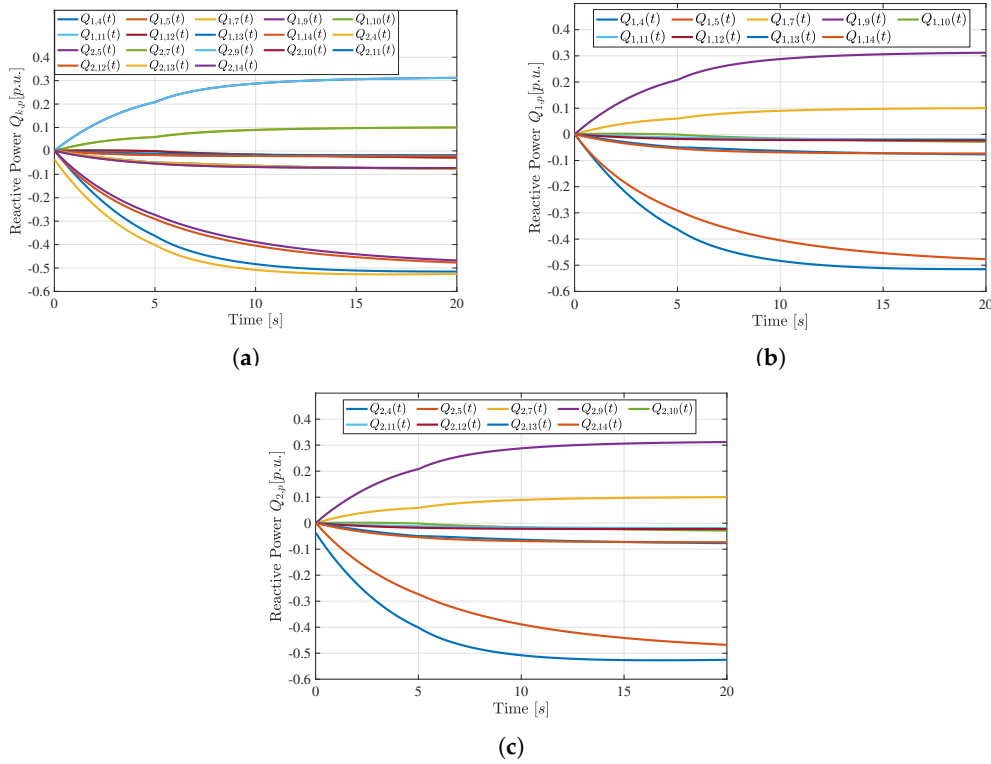 Q1,4(t) Q1,5(t) Q1,7(t) Q1,9(t) Q1,10(t)
Q1,11(t) Q1,12(t) Q1,13(t) Q1,14(t) Q2,4(t)
Q2,5(t) Q2,7(t) Q2,9(t) Q2,10(t) Q2,11(t)
Q2,12(t) Q2,13(t) Q2,14(t)
Reactive Power Qk,p[p.u.]
0.4
0.3
0.2
0.1
0
-0.1
-0.2
-0.3
-0.4
-0.5
-0.6
0 5 10 15 20
Time [s]
(a)
Q1,4(t) Q1,5(t) Q1,7(t) Q1,9(t) Q1,10(t)
Q1,11(t) Q1,12(t) Q1,13(t) Q1,14(t)
Reactive Power Q1,p[p.u.]
0.4
0.3
0.2
0.1
0
-0.1
-0.2
-0.3
-0.4
-0.5
-0.6
0 5 10 15 20
Time [s]
(b)
Q2,4(t) Q2,5(t) Q2,7(t) Q2,9(t) Q2,10(t)
Q2,11(t) Q2,12(t) Q2,13(t) Q2,14(t)
Reactive Power Q2,p[p.u.]
0.4
0.3
0.2
0.1
0
-0.1
-0.2
-0.3
-0.4
-0.5
-0.6
0 5 10 15 20
Time [s]
(c)